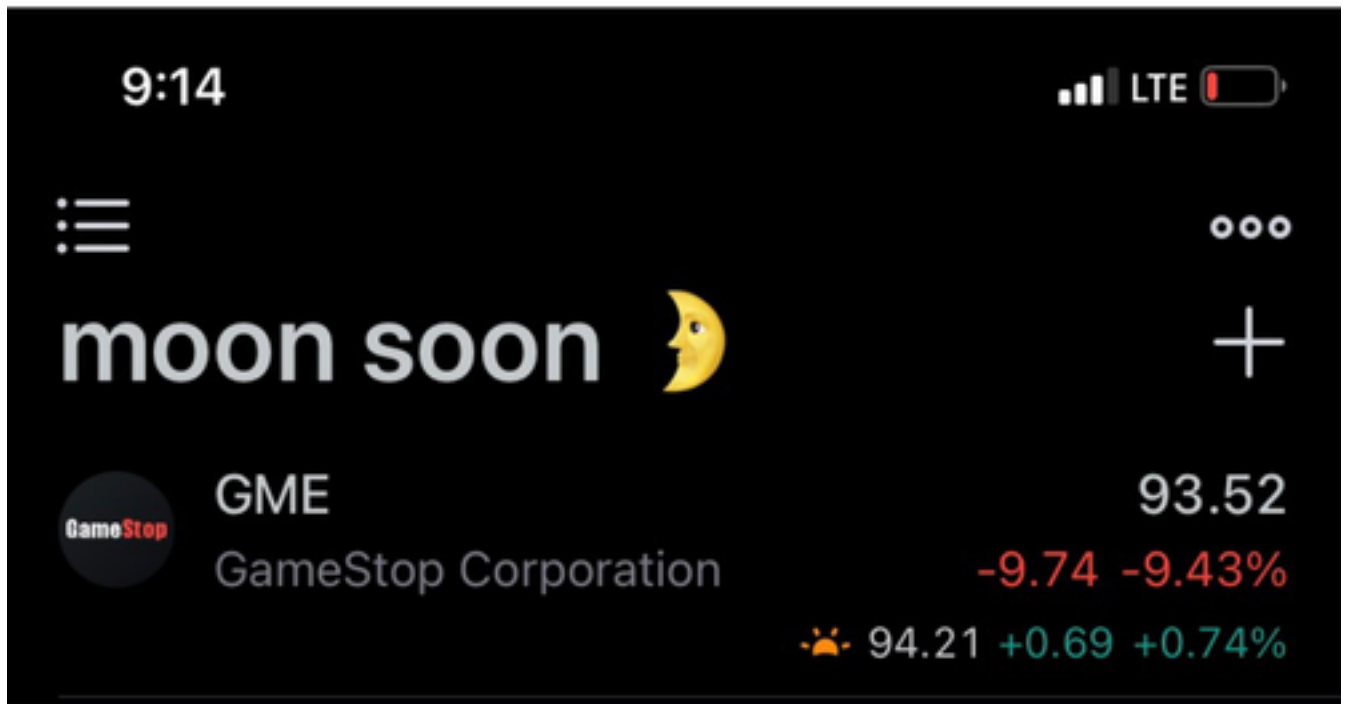 9:14 LTE
moon soon 🌛
GME 93.52
GameStop
GameStop Corporation -9.74 -9.43%
94.21 +0.69 +0.74%